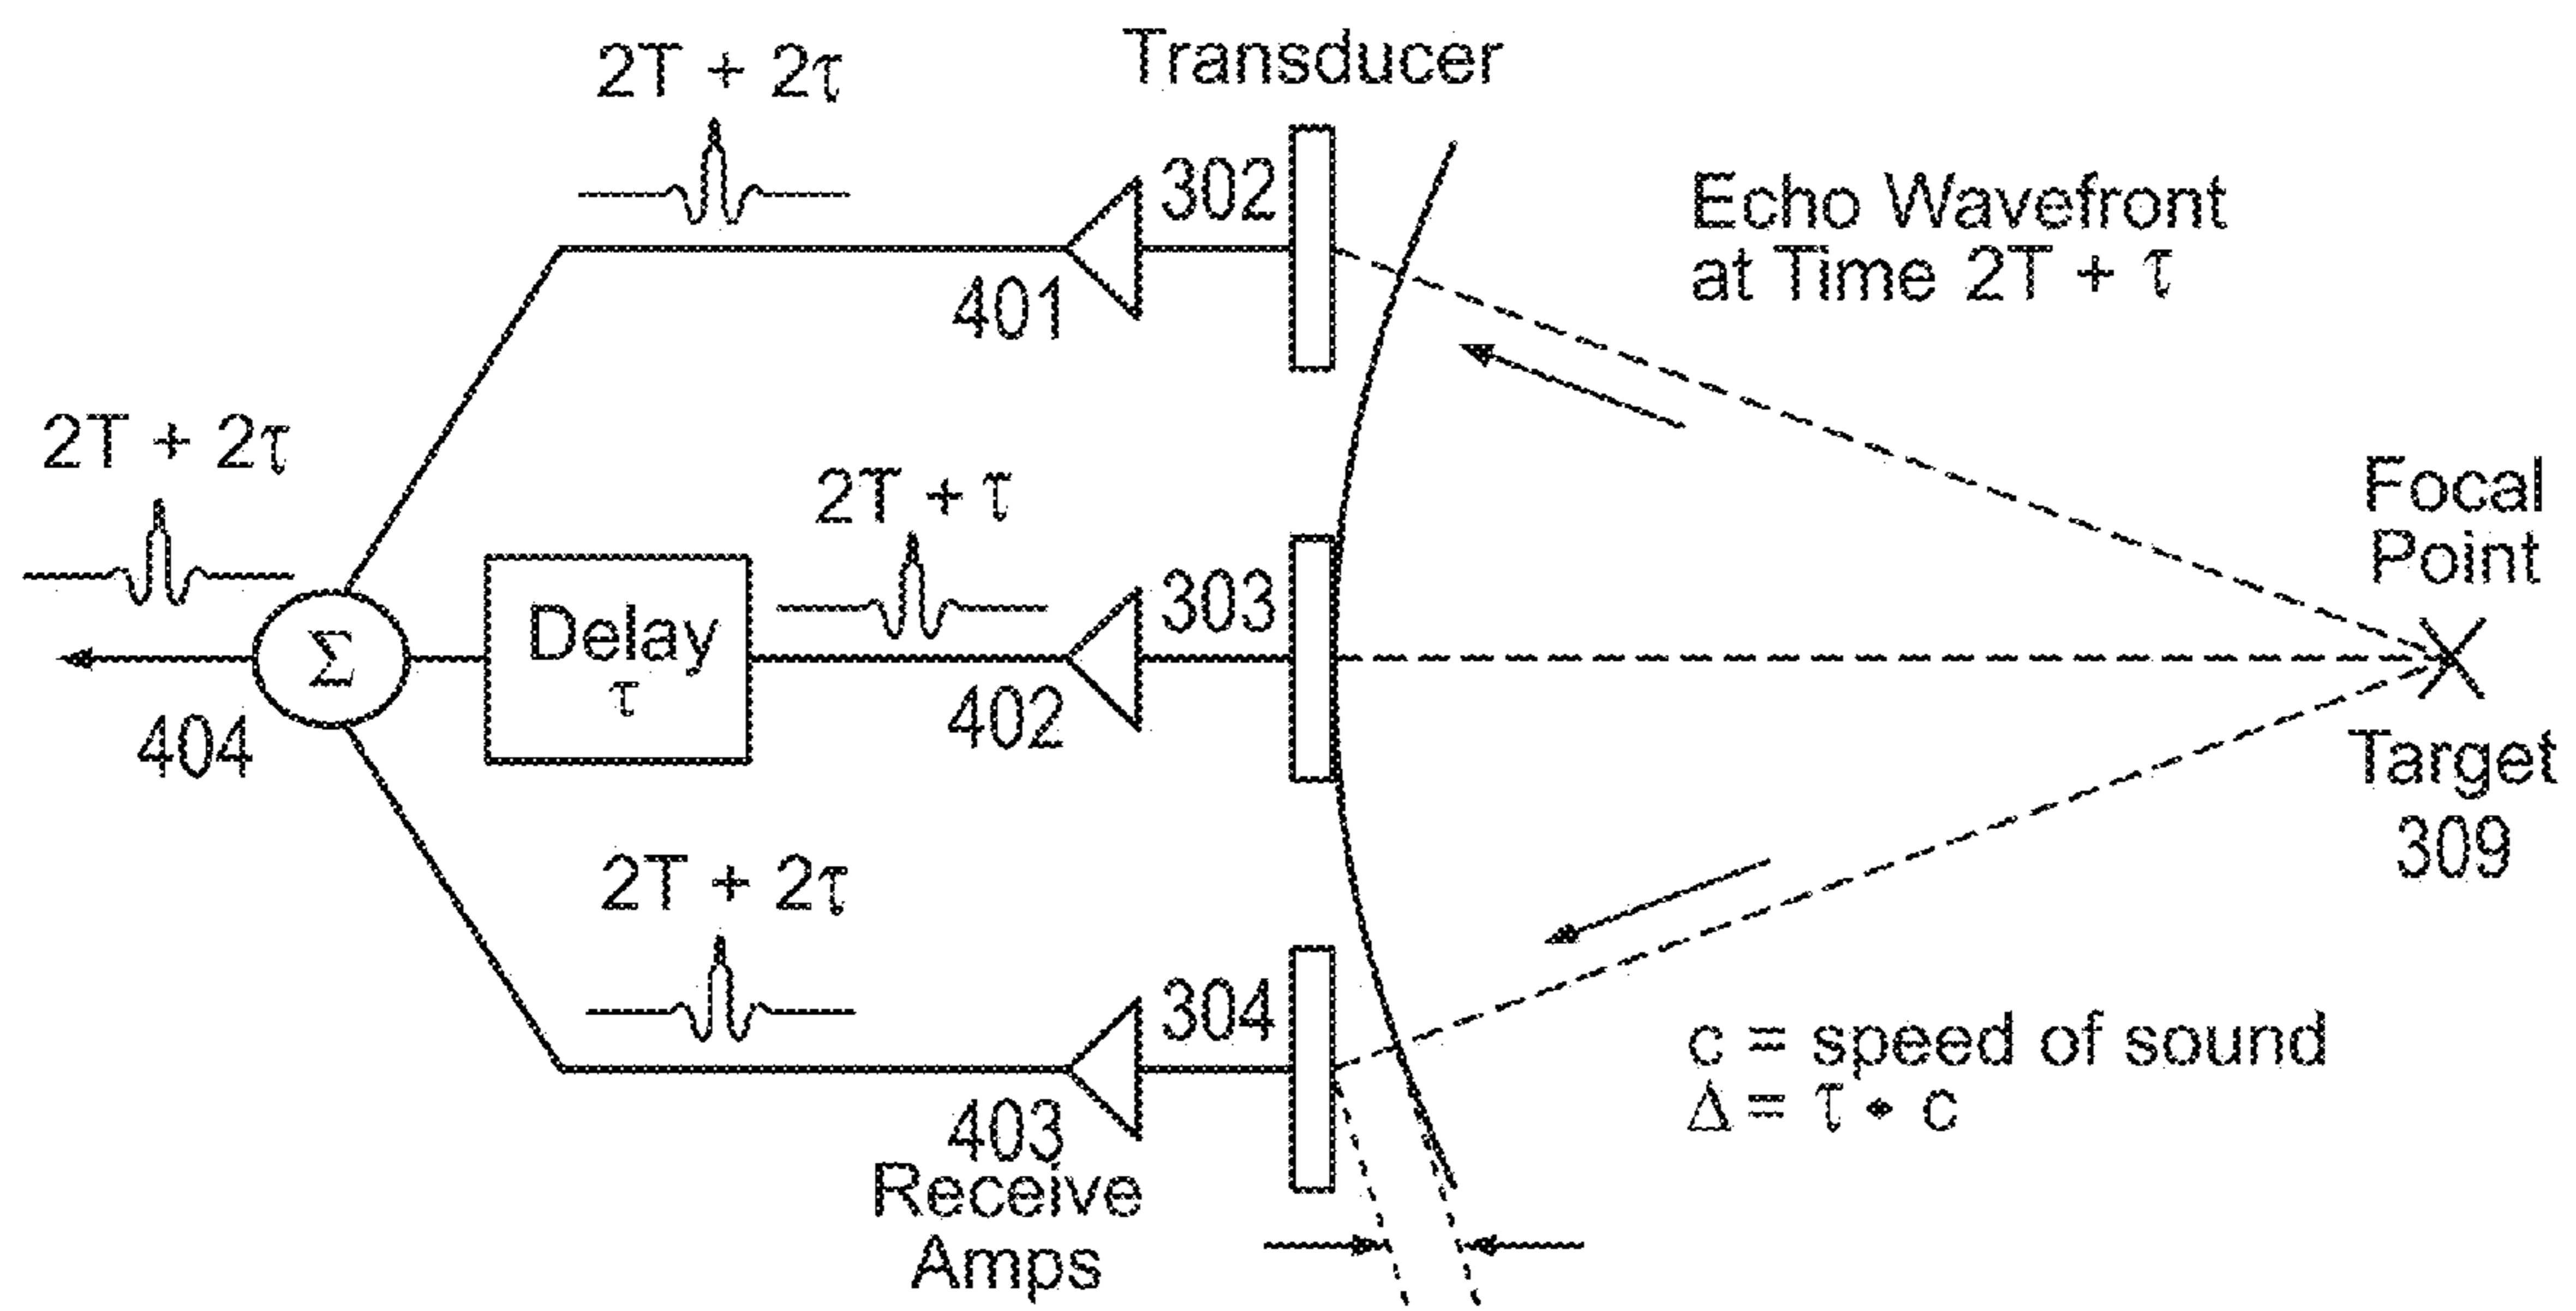 2T + 2τ
Transducer
302
401
Echo Wavefront
at Time 2T + τ
2T + 2τ
2T + τ
Delay
τ
Σ
404
303
402
Focal
Point
Target
309
2T + 2τ
304
403
Receive
Amps
c = speed of sound
Δ = τ • c